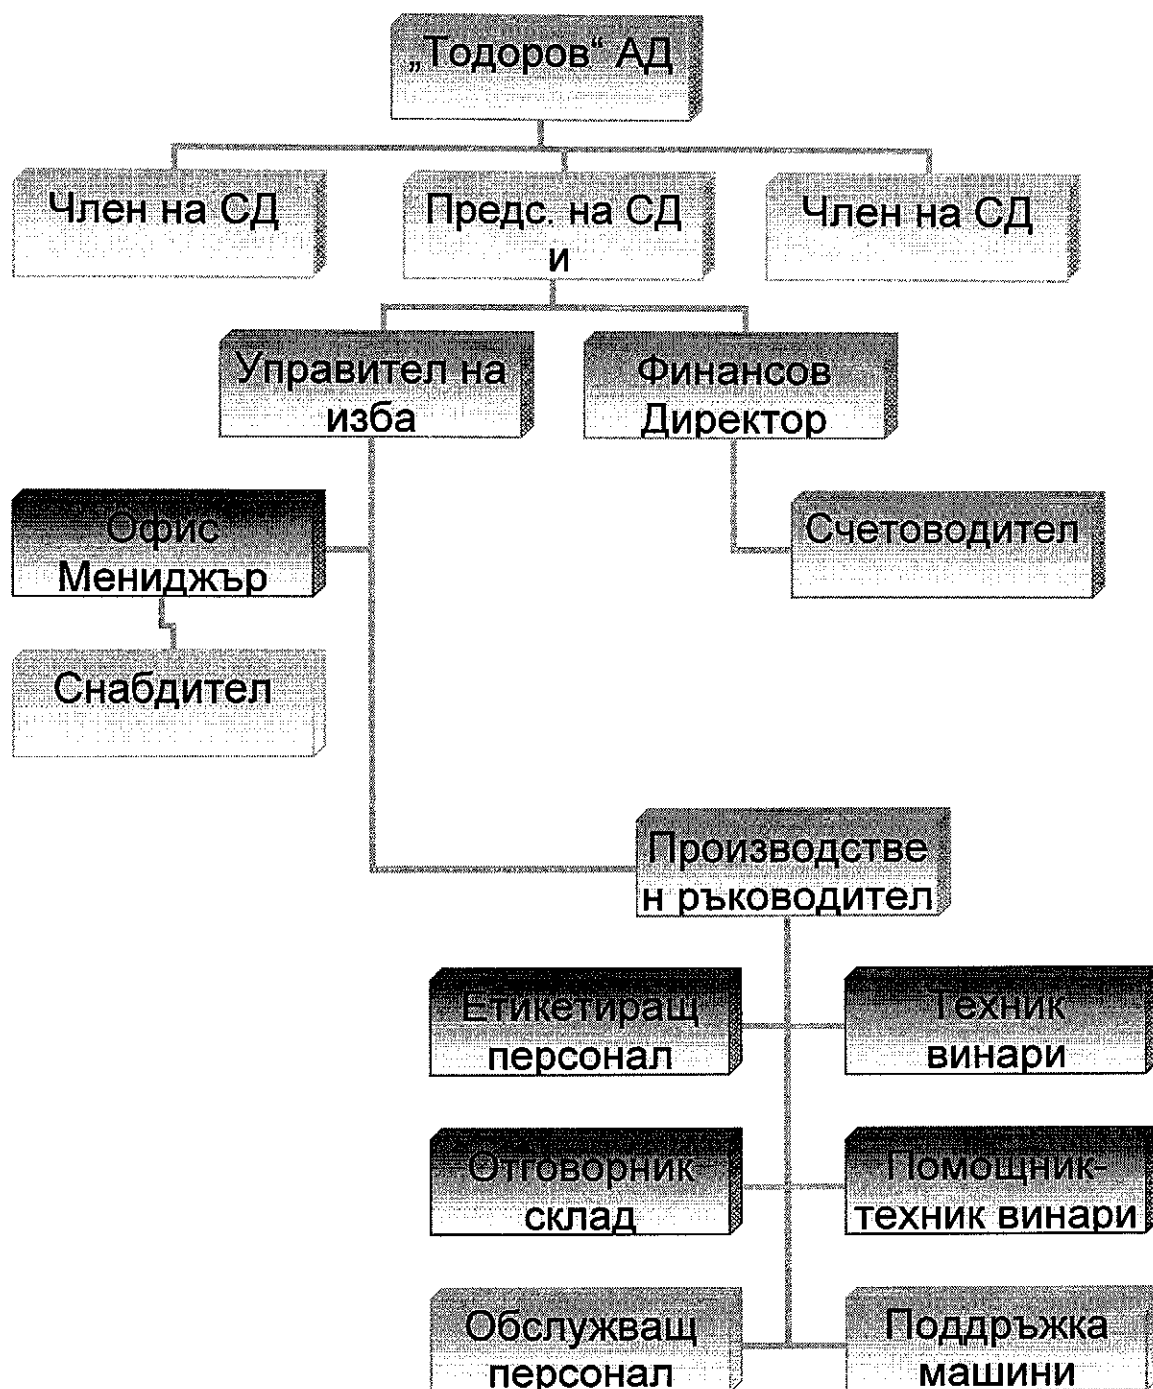 „Тодоров“ АД
Член на СД
Предс. на СД
и
Член на СД
Управител на
изба
Финансов
Директор
Офис
Мениджър
Счетоводител
Снабдител
Производстве
н ръководител
Етикетиращ
персонал
Техник
винари
Отговорник
склад
Помощник-
техник винари
Обслужващ
персонал
Поддръжка
машини